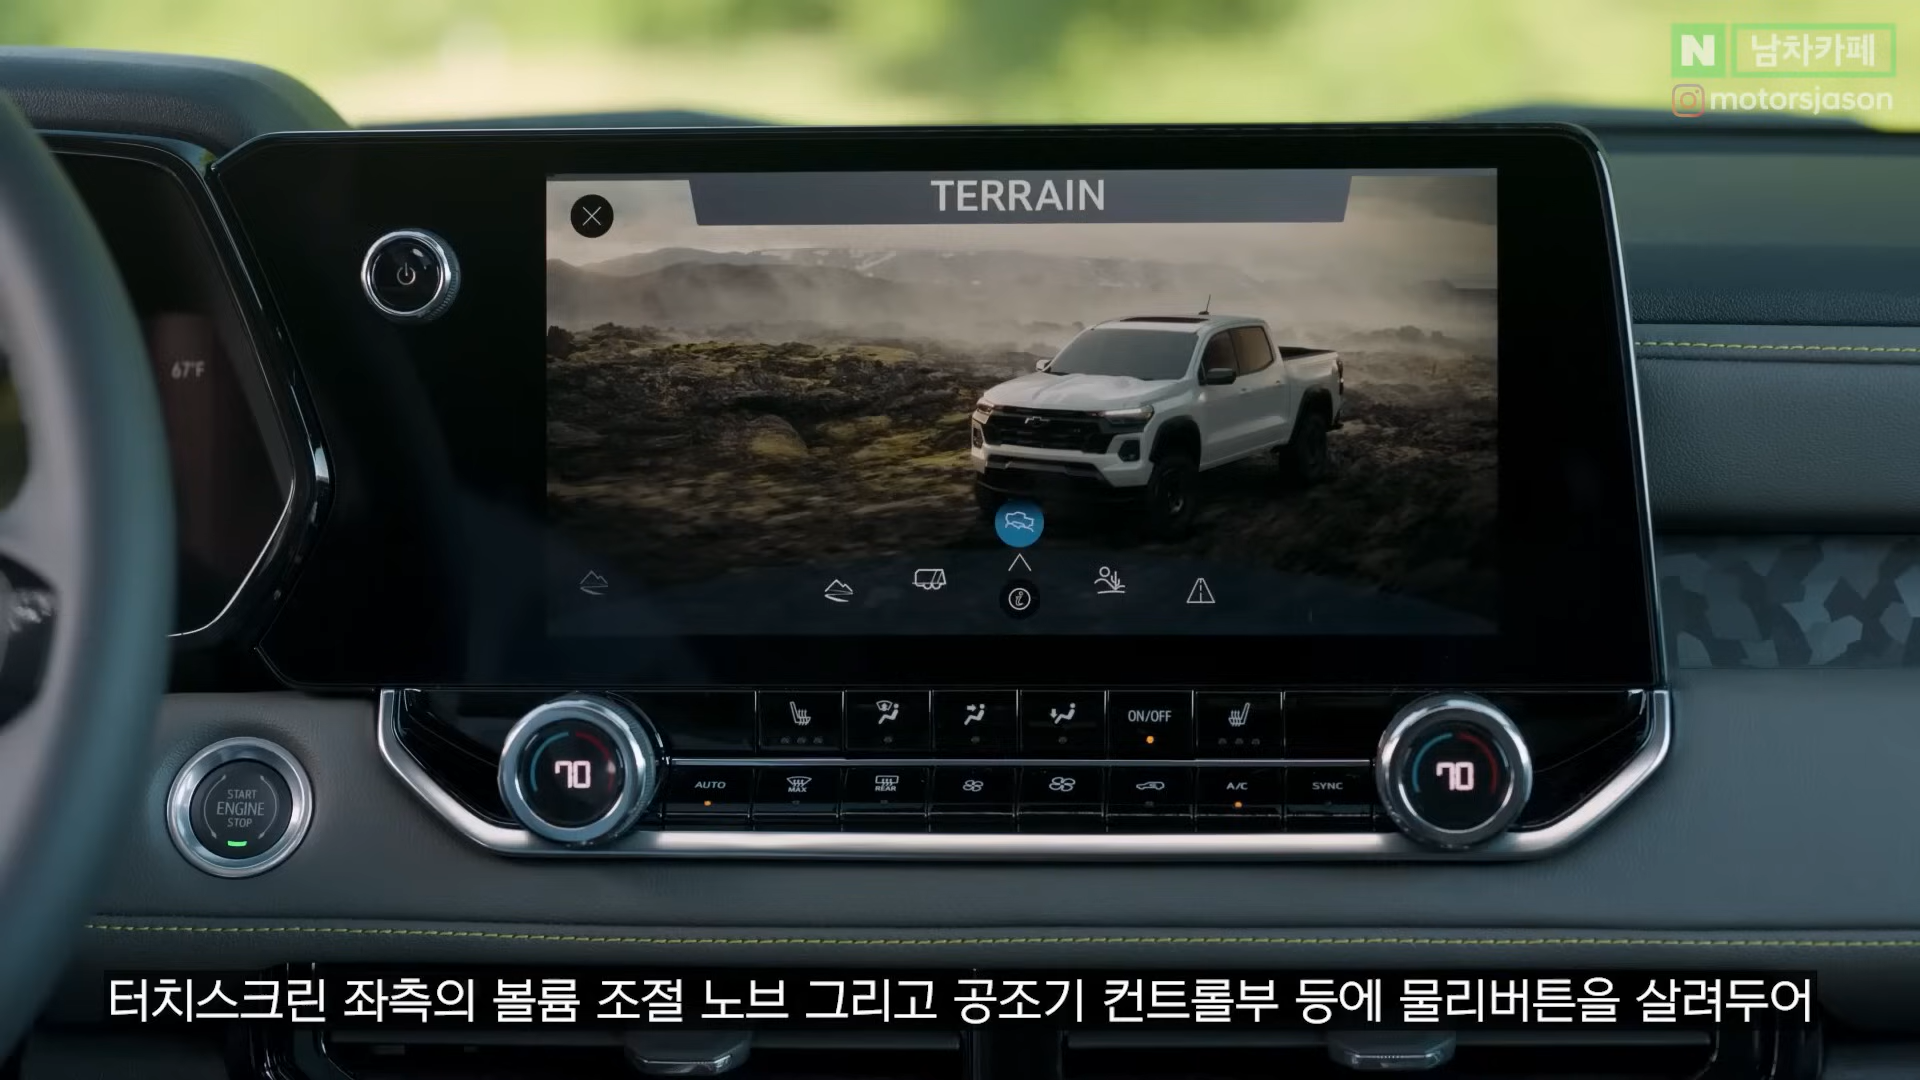 N 남차카페
motorsjason
TERRAIN
67°F
ON/OFF
70
70
AUTO
MAX
REAR
A/C
SYNC
START
ENGINE
STOP
터치스크린 좌측의 볼륨 조절 노브 그리고 공조기 컨트롤부 등에 물리버튼을 살려두어